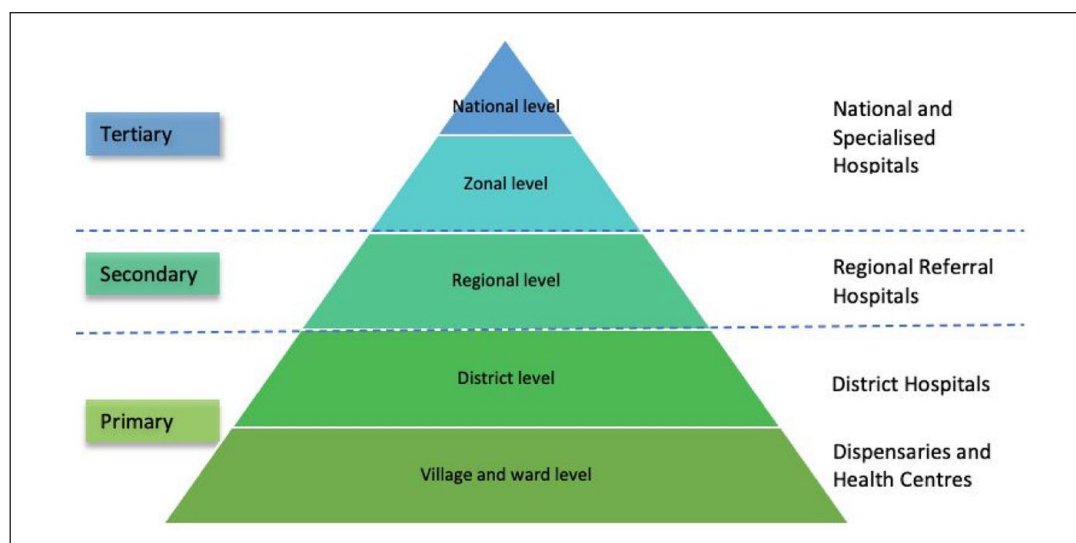 National level
Tertiary
National and
Specialised
Hospitals
Zonal level
Secondary
Regional level
Regional Referral
Hospitals
District level
District Hospitals
Primary
Village and ward level
Dispensaries and
Health Centres